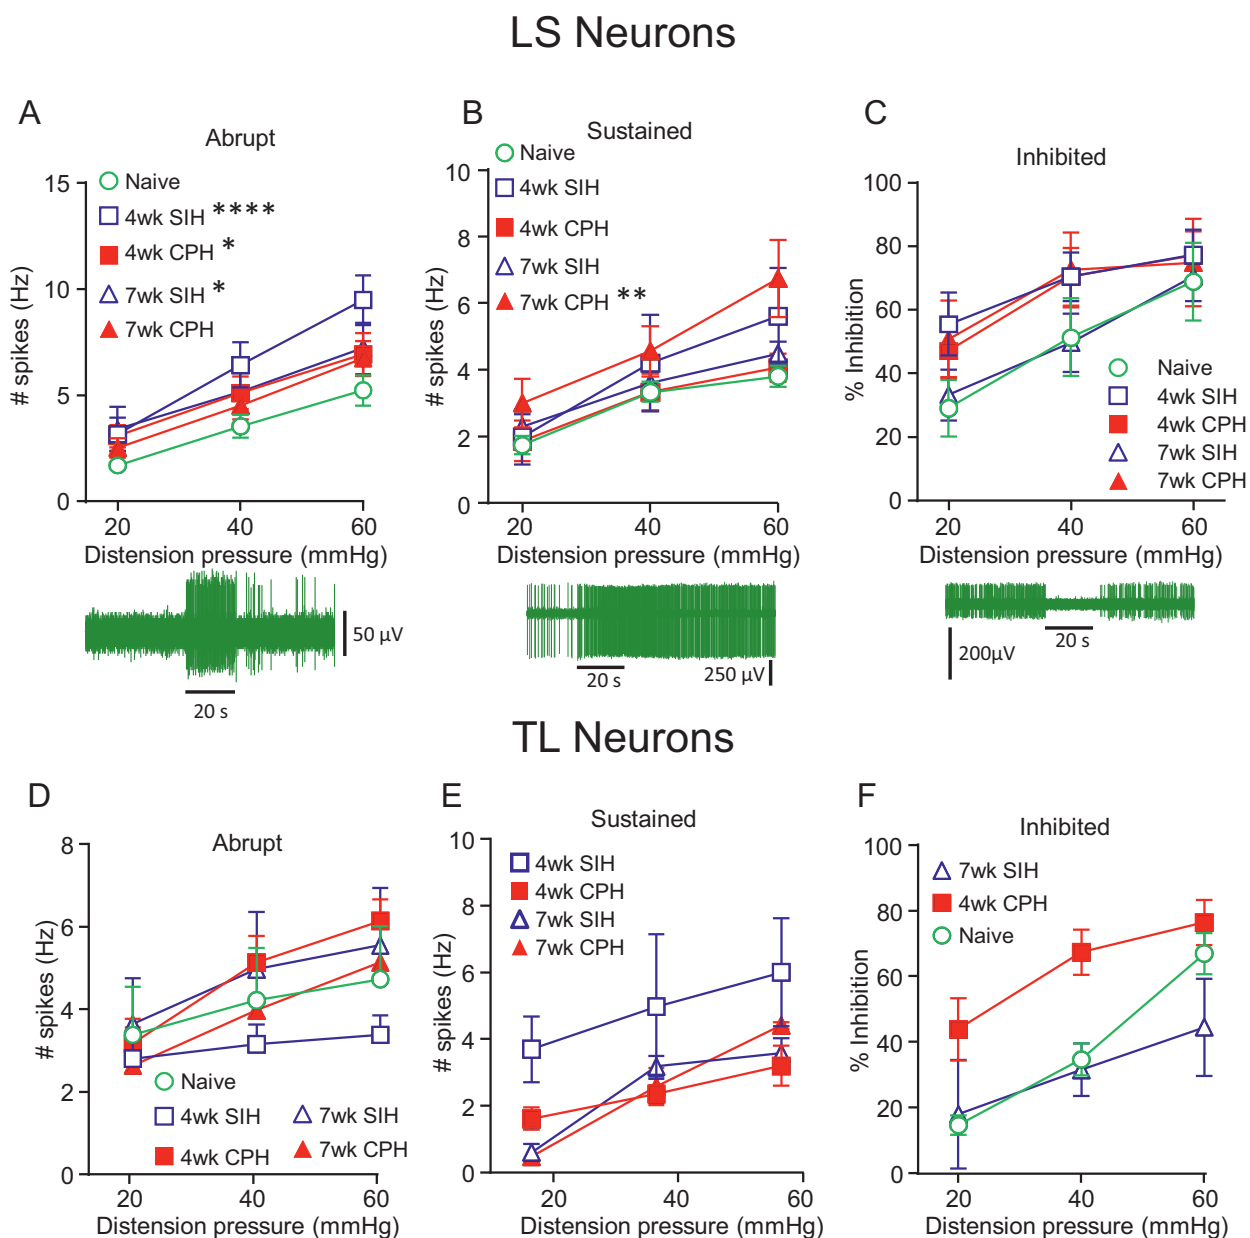 LS Neurons
A
Abrupt
# spikes (Hz)
15
10
5
0
Naive
4wk SIH ****
4wk CPH *
7wk SIH *
7wk CPH
20 40 60
Distension pressure (mmHg)
50 µV
20 s
B
Sustained
# spikes (Hz)
10
8
6
4
2
0
Naive
4wk SIH
4wk CPH
7wk SIH
7wk CPH **
20 40 60
Distension pressure (mmHg)
20 s
250 µV
C
Inhibited
% Inhibition
100
80
60
40
20
0
Naive
4wk SIH
4wk CPH
7wk SIH
7wk CPH
20 40 60
Distension pressure (mmHg)
200µV
20 s
TL Neurons
D
Abrupt
# spikes (Hz)
8
6
4
2
0
Naive
4wk SIH
7wk SIH
4wk CPH
7wk CPH
20 40 60
Distension pressure (mmHg)
E
Sustained
# spikes (Hz)
10
8
6
4
2
0
4wk SIH
4wk CPH
7wk SIH
7wk CPH
20 40 60
Distension pressure (mmHg)
F
Inhibited
% Inhibition
100
80
60
40
20
0
7wk SIH
4wk CPH
Naive
20 40 60
Distension pressure (mmHg)